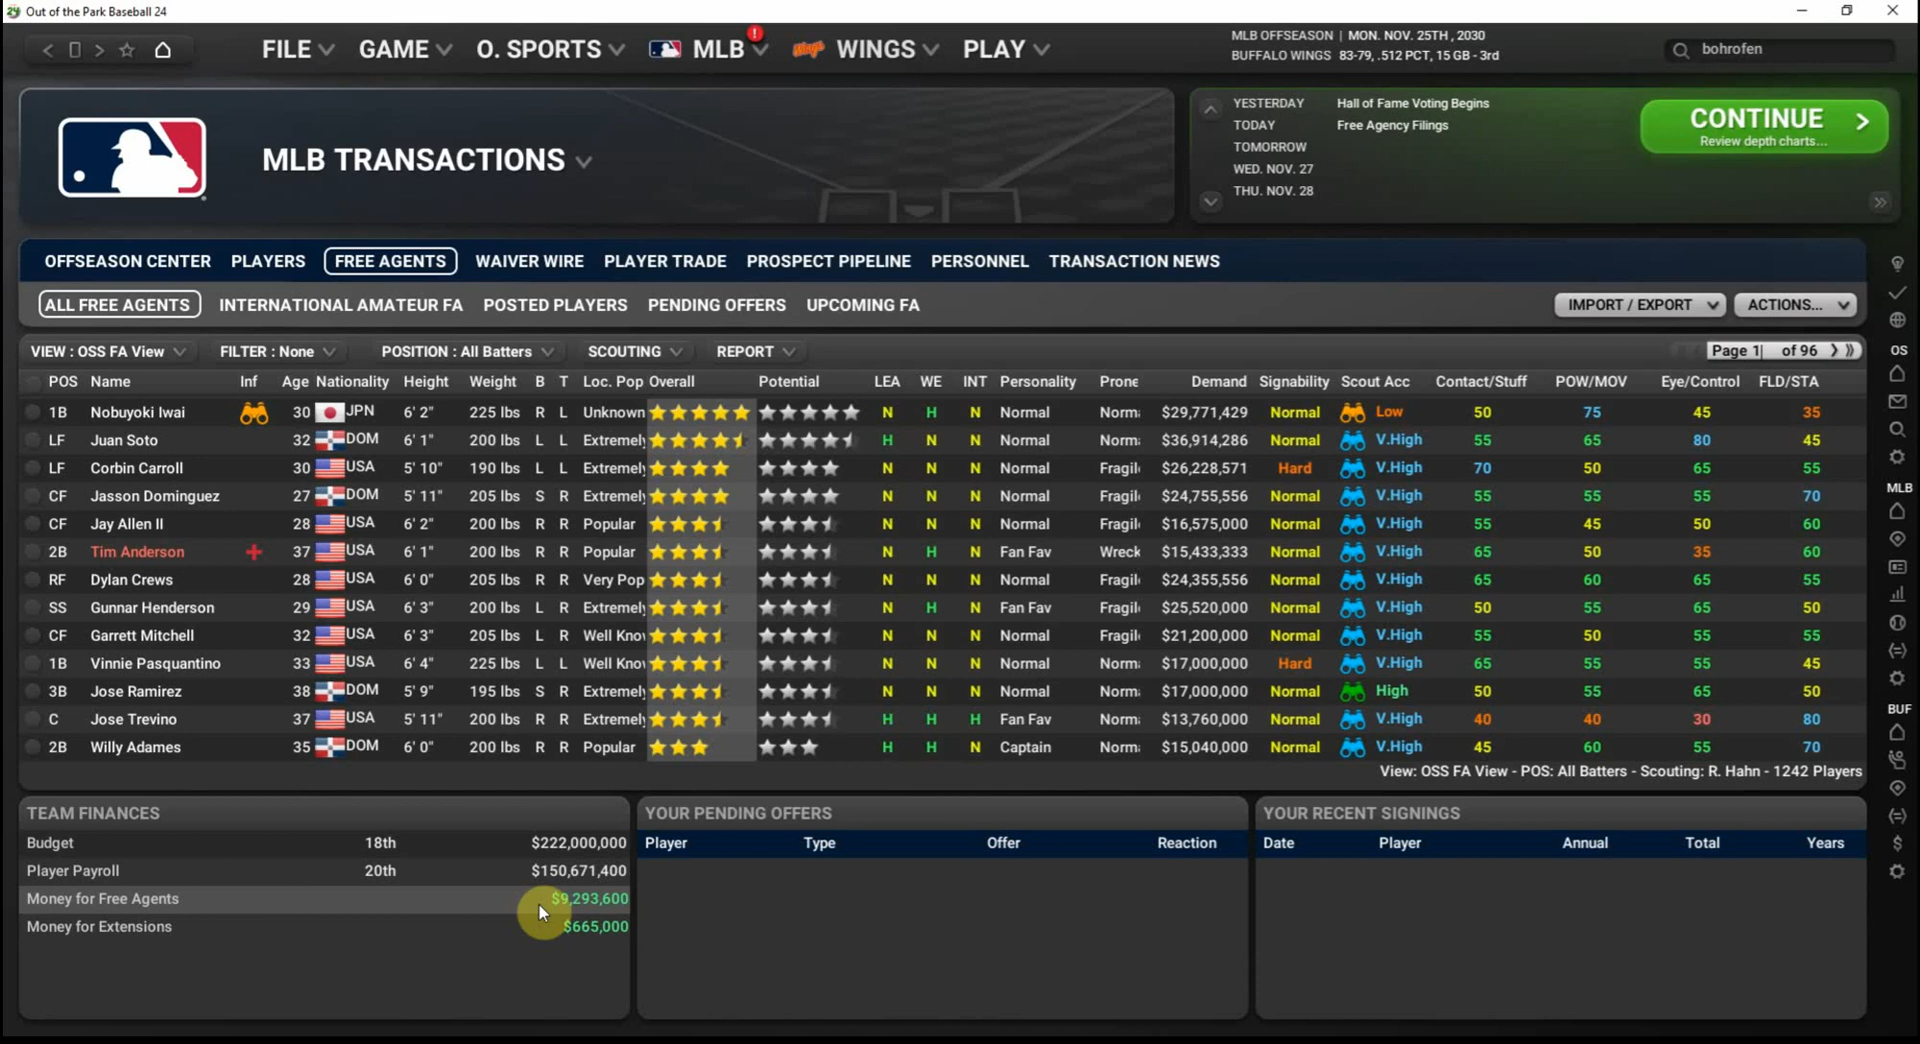 Out of the Park Baseball 24
FILE GAME O. SPORTS MLB ! WINGS PLAY
MLB OFFSEASON | MON. NOV. 25TH , 2030
BUFFALO WINGS 83-79, .512 PCT, 15 GB - 3rd
bohrofen
MLB TRANSACTIONS
YESTERDAY Hall of Fame Voting Begins
TODAY Free Agency Filings
TOMORROW
WED. NOV. 27
THU. NOV. 28
CONTINUE
Review depth charts...
OFFSEASON CENTER PLAYERS FREE AGENTS WAIVER WIRE PLAYER TRADE PROSPECT PIPELINE PERSONNEL TRANSACTION NEWS
ALL FREE AGENTS INTERNATIONAL AMATEUR FA POSTED PLAYERS PENDING OFFERS UPCOMING FA IMPORT / EXPORT ACTIONS...
VIEW : OSS FA View FILTER : None POSITION : All Batters SCOUTING REPORT Page 1 of 96
POS Name Inf Age Nationality Height Weight B T Loc. Pop Overall Potential LEA WE INT Personality Prone Demand Signability Scout Acc Contact/Stuff POW/MOV Eye/Control FLD/STA
1B Nobuyoki Iwai 30 JPN 6' 2" 225 lbs R L Unknown N H N Normal Norm $29,771,429 Normal Low 50 75 45 35
LF Juan Soto 32 DOM 6' 1" 200 lbs L L Extremely H N N Normal Norm $36,914,286 Normal V.High 55 65 80 45
LF Corbin Carroll 30 USA 5' 10" 190 lbs L L Extremely N N N Normal Fragil $26,228,571 Hard V.High 70 50 65 55
CF Jasson Dominguez 27 DOM 5' 11" 205 lbs S R Extremely N N N Normal Fragil $24,755,556 Normal V.High 55 55 55 70
CF Jay Allen II 28 USA 6' 2" 200 lbs R R Popular N N N Normal Fragil $16,575,000 Normal V.High 55 45 50 60
2B Tim Anderson 37 USA 6' 1" 200 lbs R R Popular N H N Fan Fav Wreck $15,433,333 Normal V.High 65 50 35 60
RF Dylan Crews 28 USA 6' 0" 205 lbs R R Very Pop N N N Normal Fragil $24,355,556 Normal V.High 65 60 65 55
SS Gunnar Henderson 29 USA 6' 3" 200 lbs L R Extremely N H N Fan Fav Fragil $25,520,000 Normal V.High 50 55 65 50
CF Garrett Mitchell 32 USA 6' 3" 205 lbs L R Well Know N N N Normal Fragil $21,200,000 Normal V.High 55 50 55 55
1B Vinnie Pasquantino 33 USA 6' 4" 225 lbs L L Well Know N N N Normal Norm $17,000,000 Hard V.High 65 55 55 45
3B Jose Ramirez 38 DOM 5' 9" 195 lbs S R Extremely N N N Normal Norm $17,000,000 Normal High 50 55 65 50
C Jose Trevino 37 USA 5' 11" 200 lbs R R Extremely H H H Fan Fav Norm $13,760,000 Normal V.High 40 40 30 80
2B Willy Adames 35 DOM 6' 0" 200 lbs R R Popular H H N Captain Norm $15,040,000 Normal V.High 45 60 55 70
View: OSS FA View - POS: All Batters - Scouting: R. Hahn - 1242 Players
OS
MLB
BUF
TEAM FINANCES
Budget 18th $222,000,000
Player Payroll 20th $150,671,400
Money for Free Agents $9,293,600
Money for Extensions $665,000
YOUR PENDING OFFERS
Player Type Offer Reaction
YOUR RECENT SIGNINGS
Date Player Annual Total Years